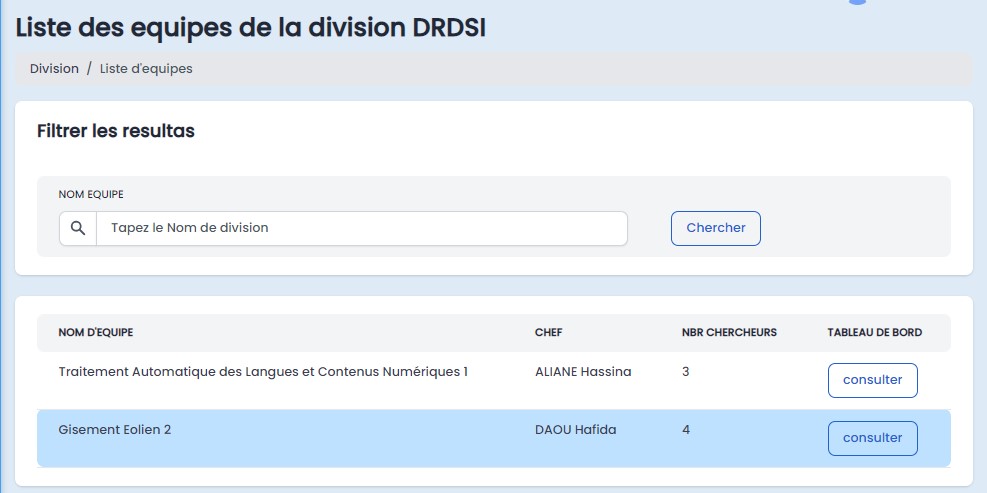 Liste des equipes de la division DRDSI
Division / Liste d'equipes
Filtrer les resultas
NOM EQUIPE
Tapez le Nom de division
Chercher
NOM D'EQUIPE CHEF NBR CHERCHEURS TABLEAU DE BORD
Traitement Automatique des Langues et Contenus Numériques 1 ALIANE Hassina 3 consulter
Gisement Eolien 2 DAOU Hafida 4 consulter